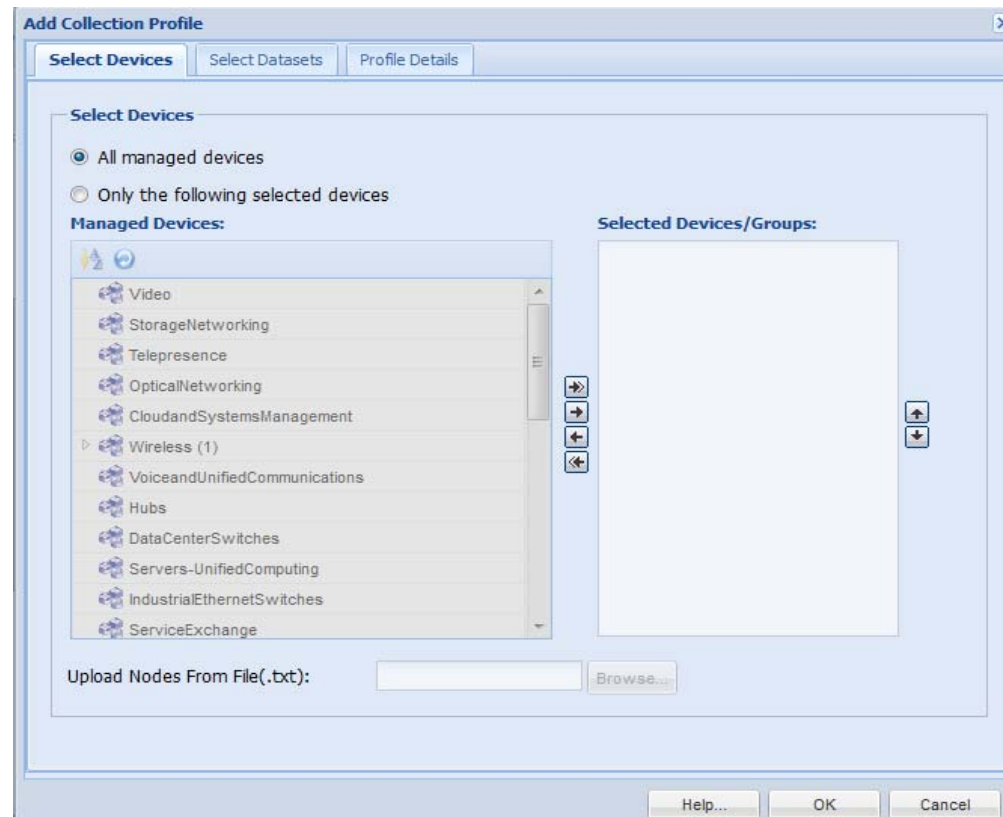 Add Collection Profile
Select Devices
Select Datasets
Profile Details
Select Devices
All managed devices
Only the following selected devices
Managed Devices:
Selected Devices/Groups:
Video
StorageNetworking
Telepresence
OpticalNetworking
CloudandSystemsManagement
Wireless (1)
VoiceandUnifiedCommunications
Hubs
DataCenterSwitches
Servers-UnifiedComputing
IndustrialEthernetSwitches
ServiceExchange
Upload Nodes From File(.txt):
Browse...
Help...
OK
Cancel